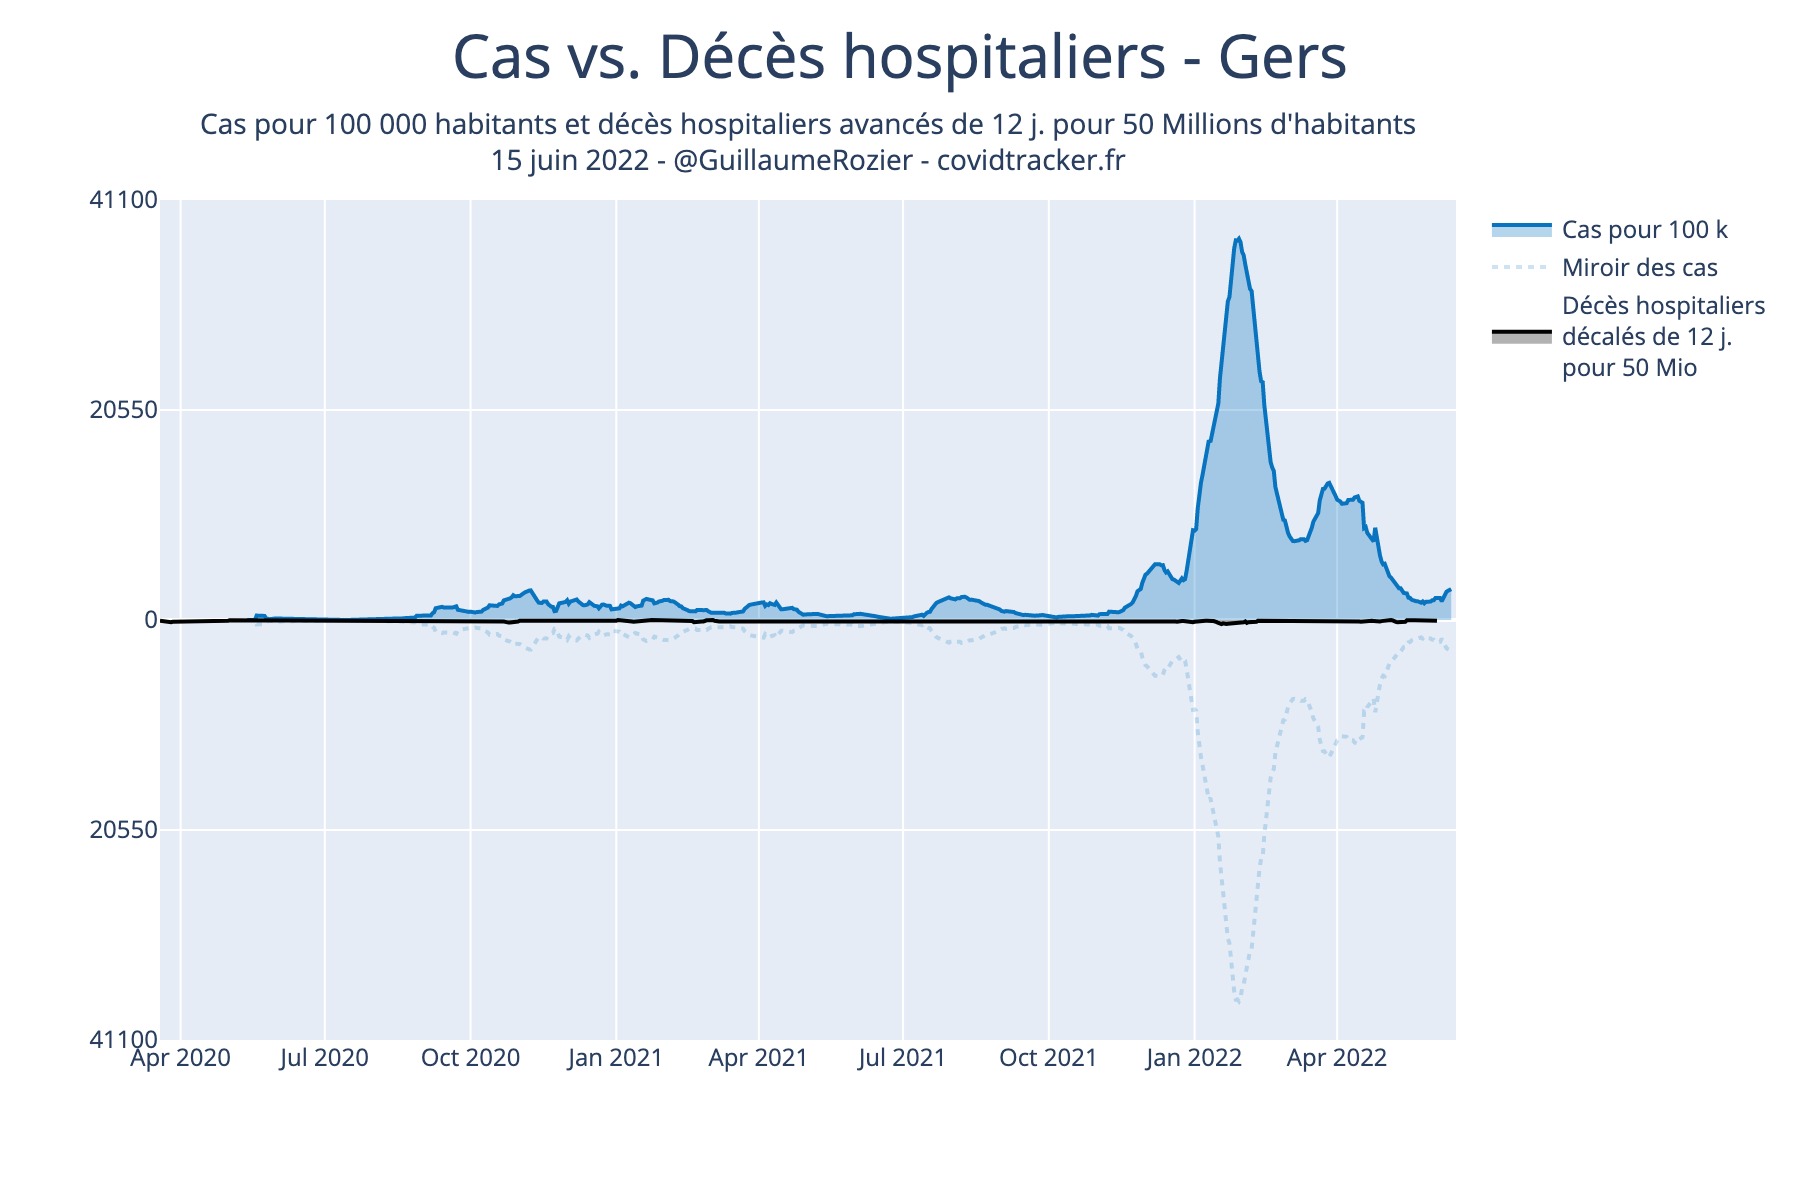 Cas vs. Décès hospitaliers - Gers
Cas pour 100 000 habitants et décès hospitaliers avancés de 12 j. pour 50 Millions d'habitants
15 juin 2022 - @GuillaumeRozier - covidtracker.fr
41100
20550
0
20550
41100
Apr 2020
Jul 2020
Oct 2020
Jan 2021
Apr 2021
Jul 2021
Oct 2021
Jan 2022
Apr 2022
Cas pour 100 k
Miroir des cas
Décès hospitaliers
décalés de 12 j.
pour 50 Mio